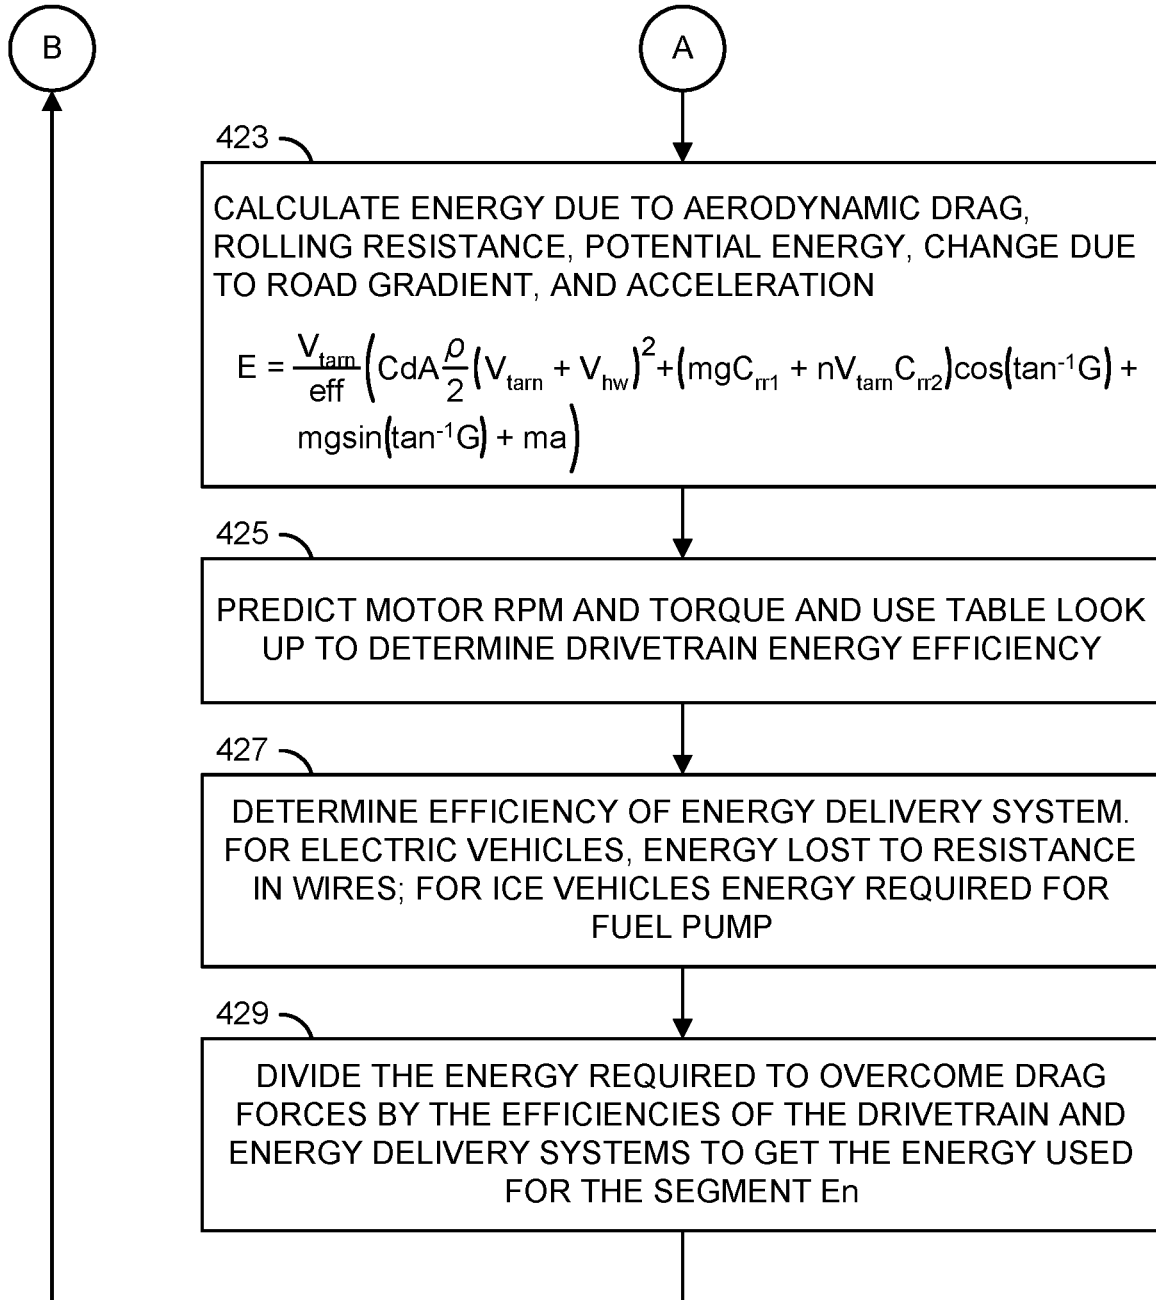 B
A
423
CALCULATE ENERGY DUE TO AERODYNAMIC DRAG,
ROLLING RESISTANCE, POTENTIAL ENERGY, CHANGE DUE
TO ROAD GRADIENT, AND ACCELERATION
E = V_tarn/eff (CdA ρ/2 (V_tarn + V_hw)² + (mgC_rr1 + nV_tarnC_rr2)cos(tan⁻¹G) +
mgsin(tan⁻¹G) + ma)
425
PREDICT MOTOR RPM AND TORQUE AND USE TABLE LOOK
UP TO DETERMINE DRIVETRAIN ENERGY EFFICIENCY
427
DETERMINE EFFICIENCY OF ENERGY DELIVERY SYSTEM.
FOR ELECTRIC VEHICLES, ENERGY LOST TO RESISTANCE
IN WIRES; FOR ICE VEHICLES ENERGY REQUIRED FOR
FUEL PUMP
429
DIVIDE THE ENERGY REQUIRED TO OVERCOME DRAG
FORCES BY THE EFFICIENCIES OF THE DRIVETRAIN AND
ENERGY DELIVERY SYSTEMS TO GET THE ENERGY USED
FOR THE SEGMENT En